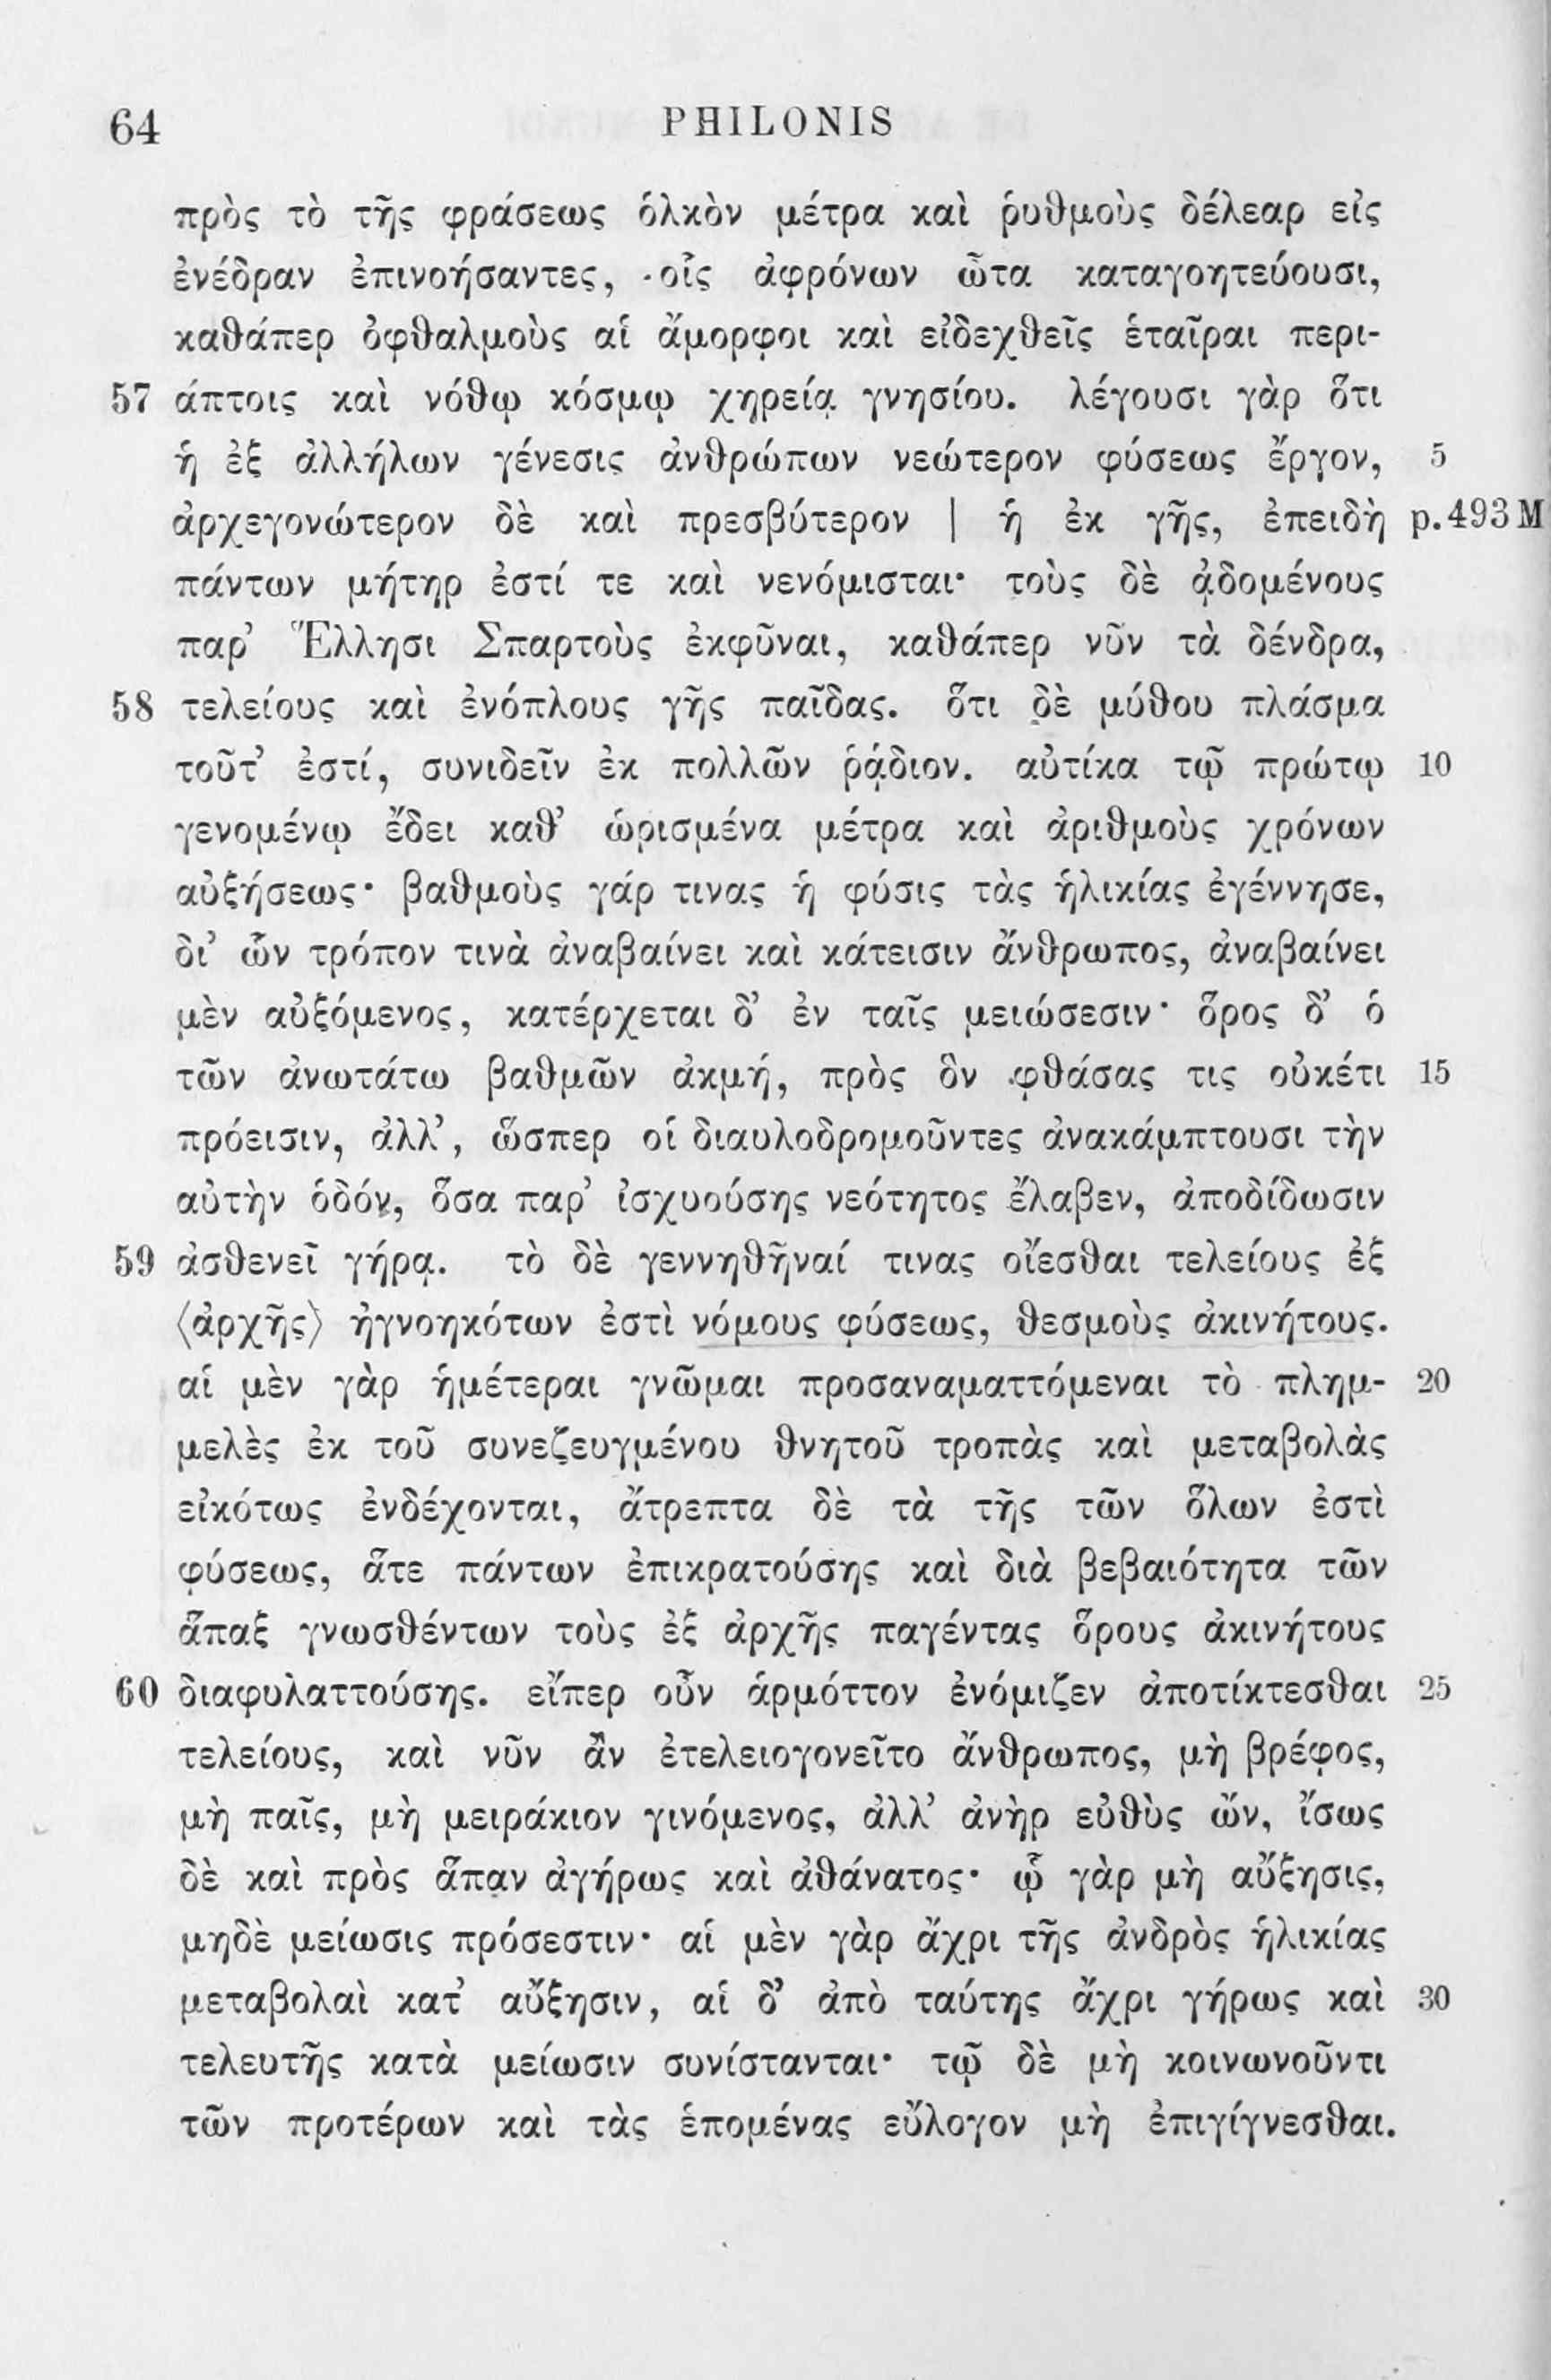 64 PHILONIS
πρὸς τὸ τῆς φράσεως ὁλκὸν μέτρα καὶ ῥυθμοὺς δέλεαρ εἰς
ἐνέδραν ἐπινοήσαντες, οἷς ἀφρόνων ὦτα καταγοητεύουσι,
καθάπερ ὀφθαλμοὺς αἱ ἄμορφοι καὶ εἰδεχθεῖς ἑταῖραι περι-
57 άπτοις καὶ νόθῳ κόσμῳ χηρείᾳ γνησίου. λέγουσι γὰρ ὅτι
ἡ ἐξ ἀλλήλων γένεσις ἀνθρώπων νεώτερον φύσεως ἔργον, 5
ἀρχεγονώτερον δὲ καὶ πρεσβύτερον | ἡ ἐκ γῆς, ἐπειδὴ p.493 M
πάντων μήτηρ ἐστί τε καὶ νενόμισται· τοὺς δὲ ᾀδομένους
παρ’ Ἕλλησι Σπαρτοὺς ἐκφῦναι, καθάπερ νῦν τὰ δένδρα,
58 τελείους καὶ ἐνόπλους γῆς παῖδας. ὅτι δὲ μύθου πλάσμα
τοῦτ’ ἐστί, συνιδεῖν ἐκ πολλῶν ῥᾴδιον. αὐτίκα τῷ πρώτῳ 10
γενομένῳ ἔδει καθ’ ὡρισμένα μέτρα καὶ ἀριθμοὺς χρόνων
αὐξήσεως· βαθμοὺς γάρ τινας ἡ φύσις τὰς ἡλικίας ἐγέννησε,
δι’ ὧν τρόπον τινὰ ἀναβαίνει καὶ κάτεισιν ἄνθρωπος, ἀναβαίνει
μὲν αὐξόμενος, κατέρχεται δ’ ἐν ταῖς μειώσεσιν· ὅρος δ’ ὁ
τῶν ἀνωτάτω βαθμῶν ἀκμή, πρὸς ὃν φθάσας τις οὐκέτι 15
πρόεισιν, ἀλλ’, ὥσπερ οἱ διαυλοδρομοῦντες ἀνακάμπτουσι τὴν
αὐτὴν ὁδόν, ὅσα παρ’ ἰσχυούσης νεότητος ἔλαβεν, ἀποδίδωσιν
59 ἀσθενεῖ γήρᾳ. τὸ δὲ γεννηθῆναί τινας οἴεσθαι τελείους ἐξ
⟨ἀρχῆς⟩ ἠγνοηκότων ἐστὶ νόμους φύσεως, θεσμοὺς ἀκινήτους.
αἱ μὲν γὰρ ἡμέτεραι γνῶμαι προσαναματτόμεναι τὸ πλημ- 20
μελὲς ἐκ τοῦ συνεζευγμένου θνητοῦ τροπὰς καὶ μεταβολὰς
εἰκότως ἐνδέχονται, ἄτρεπτα δὲ τὰ τῆς τῶν ὅλων ἐστὶ
φύσεως, ἅτε πάντων ἐπικρατούσης καὶ διὰ βεβαιότητα τῶν
ἅπαξ γνωσθέντων τοὺς ἐξ ἀρχῆς παγέντας ὅρους ἀκινήτους
60 διαφυλαττούσης. εἴπερ οὖν ἁρμόττον ἐνόμιζεν ἀποτίκτεσθαι 25
τελείους, καὶ νῦν ἂν ἐτελειογονεῖτο ἄνθρωπος, μὴ βρέφος,
μὴ παῖς, μὴ μειράκιον γινόμενος, ἀλλ’ ἀνὴρ εὐθὺς ὤν, ἴσως
δὲ καὶ πρὸς ἅπαν ἀγήρως καὶ ἀθάνατος· ᾧ γὰρ μὴ αὔξησις,
μηδὲ μείωσις πρόσεστιν· αἱ μὲν γὰρ ἄχρι τῆς ἀνδρὸς ἡλικίας
μεταβολαὶ κατ’ αὔξησιν, αἱ δ’ ἀπὸ ταύτης ἄχρι γήρως καὶ 30
τελευτῆς κατὰ μείωσιν συνίστανται· τῷ δὲ μὴ κοινωνοῦντι
τῶν προτέρων καὶ τὰς ἑπομένας εὔλογον μὴ ἐπιγίγνεσθαι.